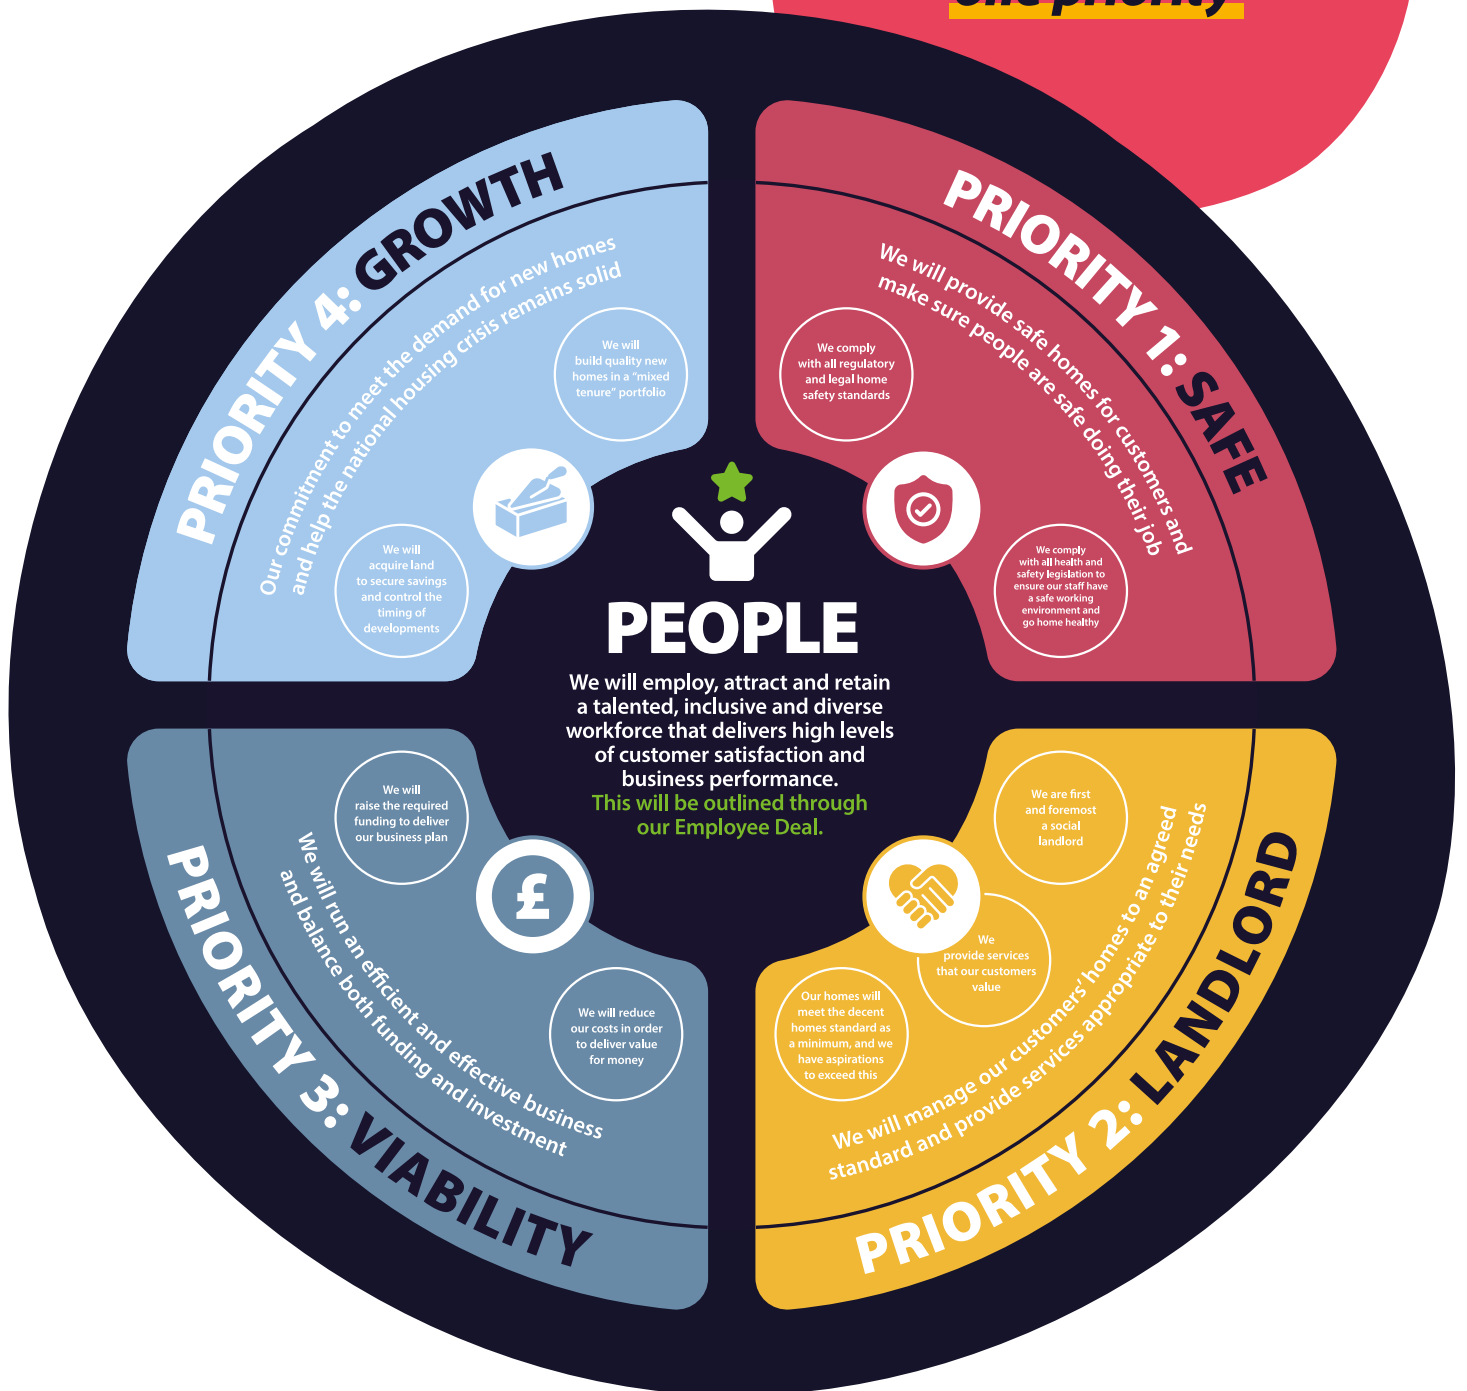 one priority
PRIORITY 1: SAFE
We will provide safe homes for customers and
make sure people are safe doing their job
We comply
with all regulatory
and legal home
safety standards
We comply
with all health and
safety legislation to
ensure our staff have
a safe working
environment and
go home healthy
PRIORITY 2: LANDLORD
We will manage our customers' homes to an agreed
standard and provide services appropriate to their needs
We are first
and foremost
a social
landlord
We
provide services
that our customers
value
Our homes will
meet the decent
homes standard as
a minimum, and we
have aspirations
to exceed this
PRIORITY 3: VIABILITY
We will run an efficient and effective business
and balance both funding and investment
We will
raise the required
funding to deliver
our business plan
£
We will reduce
our costs in order
to deliver value
for money
PRIORITY 4: GROWTH
Our commitment to meet the demand for new homes
and help the national housing crisis remains solid
We will
build quality new
homes in a "mixed
tenure" portfolio
We will
acquire land
to secure savings
and control the
timing of
developments
PEOPLE
We will employ, attract and retain
a talented, inclusive and diverse
workforce that delivers high levels
of customer satisfaction and
business performance.
This will be outlined through
our Employee Deal.